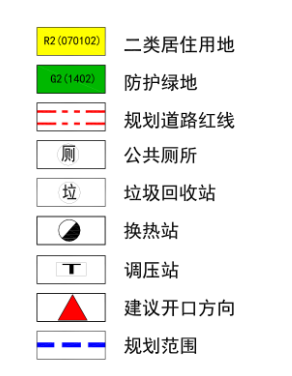 R2(070102) 二类居住用地
G2(1402) 防护绿地
规划道路红线
厕 公共厕所
垃 垃圾回收站
换热站
T 调压站
建议开口方向
规划范围